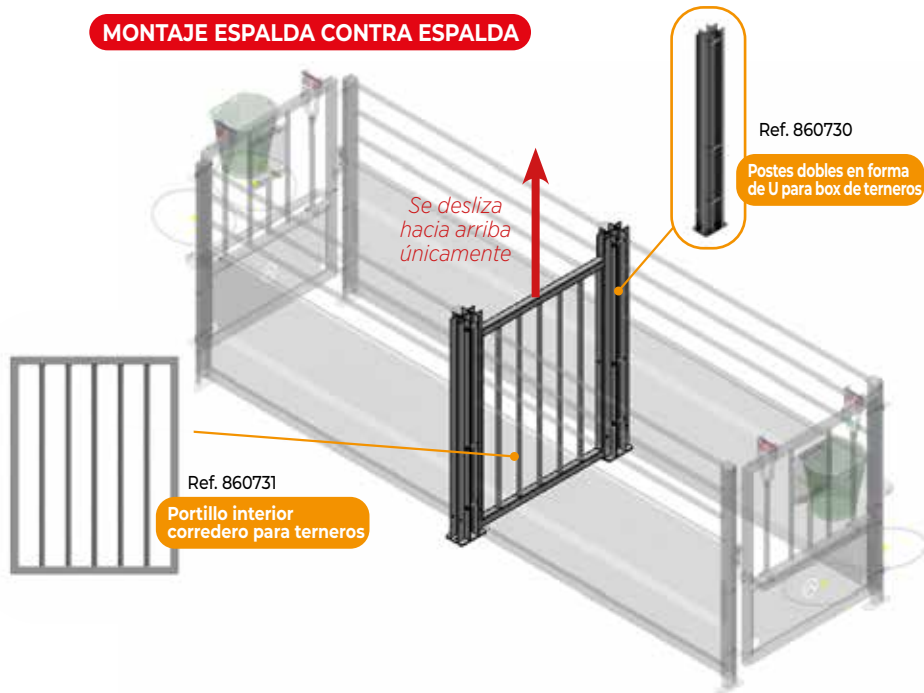 MONTAJE ESPALDA CONTRA ESPALDA
Ref. 860730
Postes dobles en forma
de U para box de terneros
Se desliza
hacia arriba
únicamente
Ref. 860731
Portillo interior
corredero para terneros